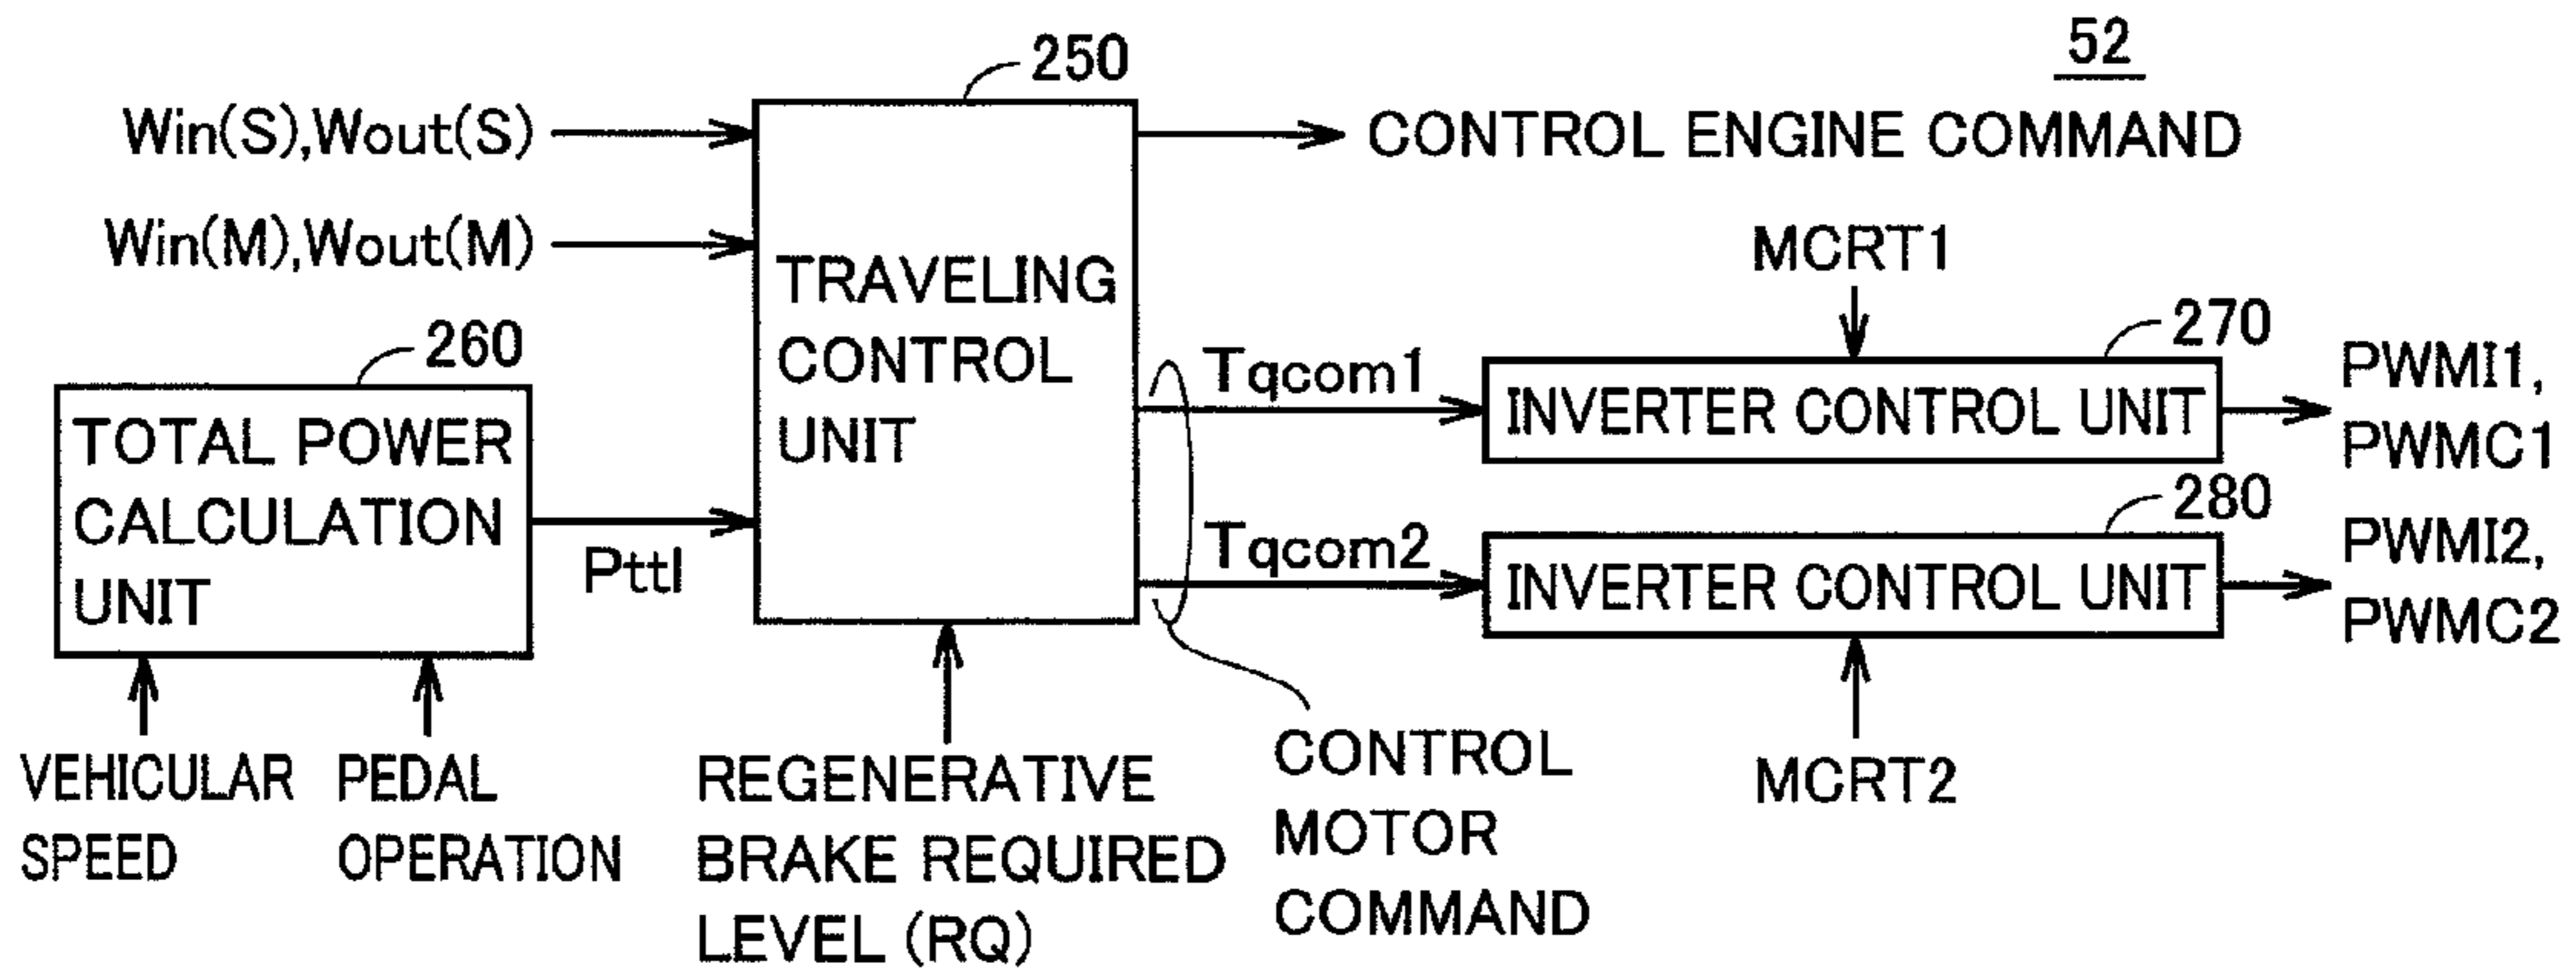 52
250
Win(S),Wout(S)
CONTROL ENGINE COMMAND
Win(M),Wout(M)
MCRT1
TRAVELING
CONTROL
UNIT
260
270
TOTAL POWER
CALCULATION
UNIT
Pttl
Tqcom1
INVERTER CONTROL UNIT
PWMI1,
PWMC1
280
Tqcom2
INVERTER CONTROL UNIT
PWMI2,
PWMC2
VEHICULAR
SPEED
PEDAL
OPERATION
REGENERATIVE
BRAKE REQUIRED
LEVEL (RQ)
CONTROL
MOTOR
COMMAND
MCRT2